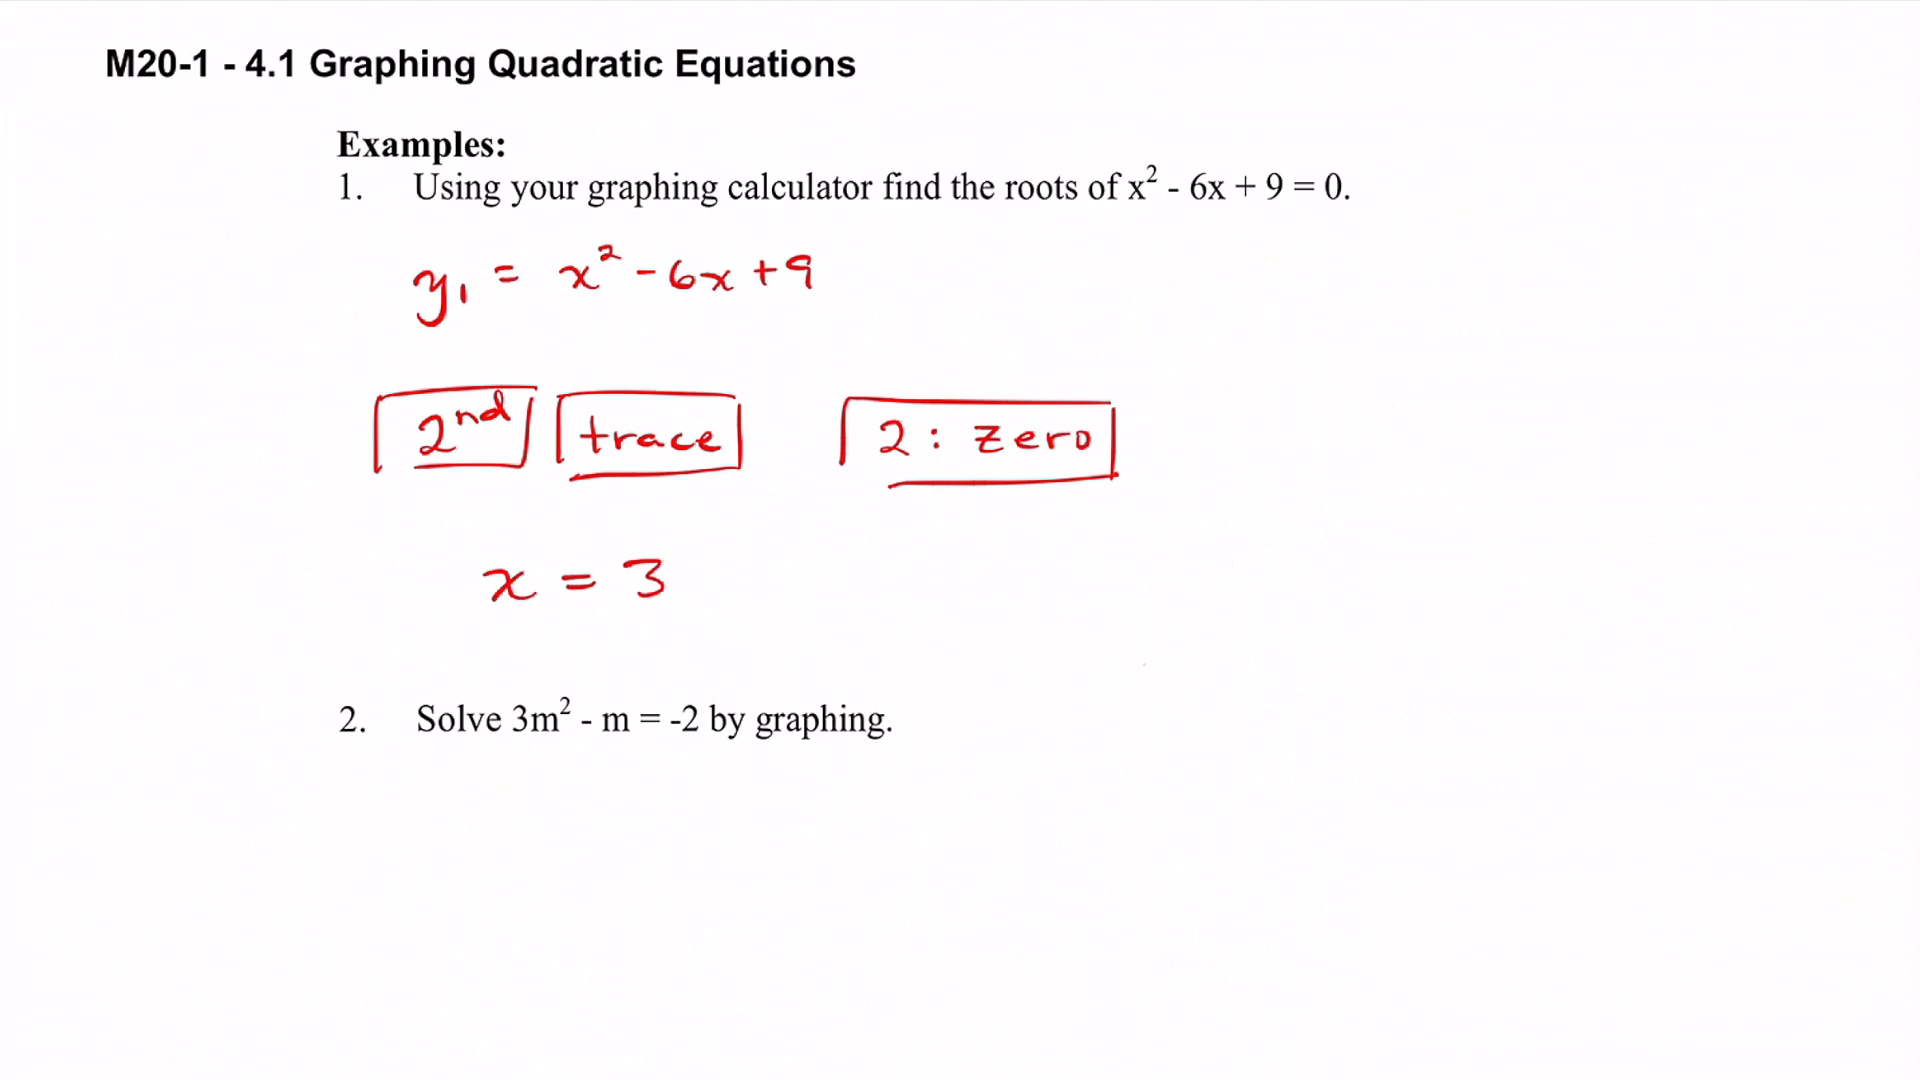 M20-1 - 4.1 Graphing Quadratic Equations
Examples:
1. Using your graphing calculator find the roots of x² - 6x + 9 = 0.
y₁ = x² - 6x + 9
2nd trace 2: Zero
x = 3
2. Solve 3m² - m = -2 by graphing.